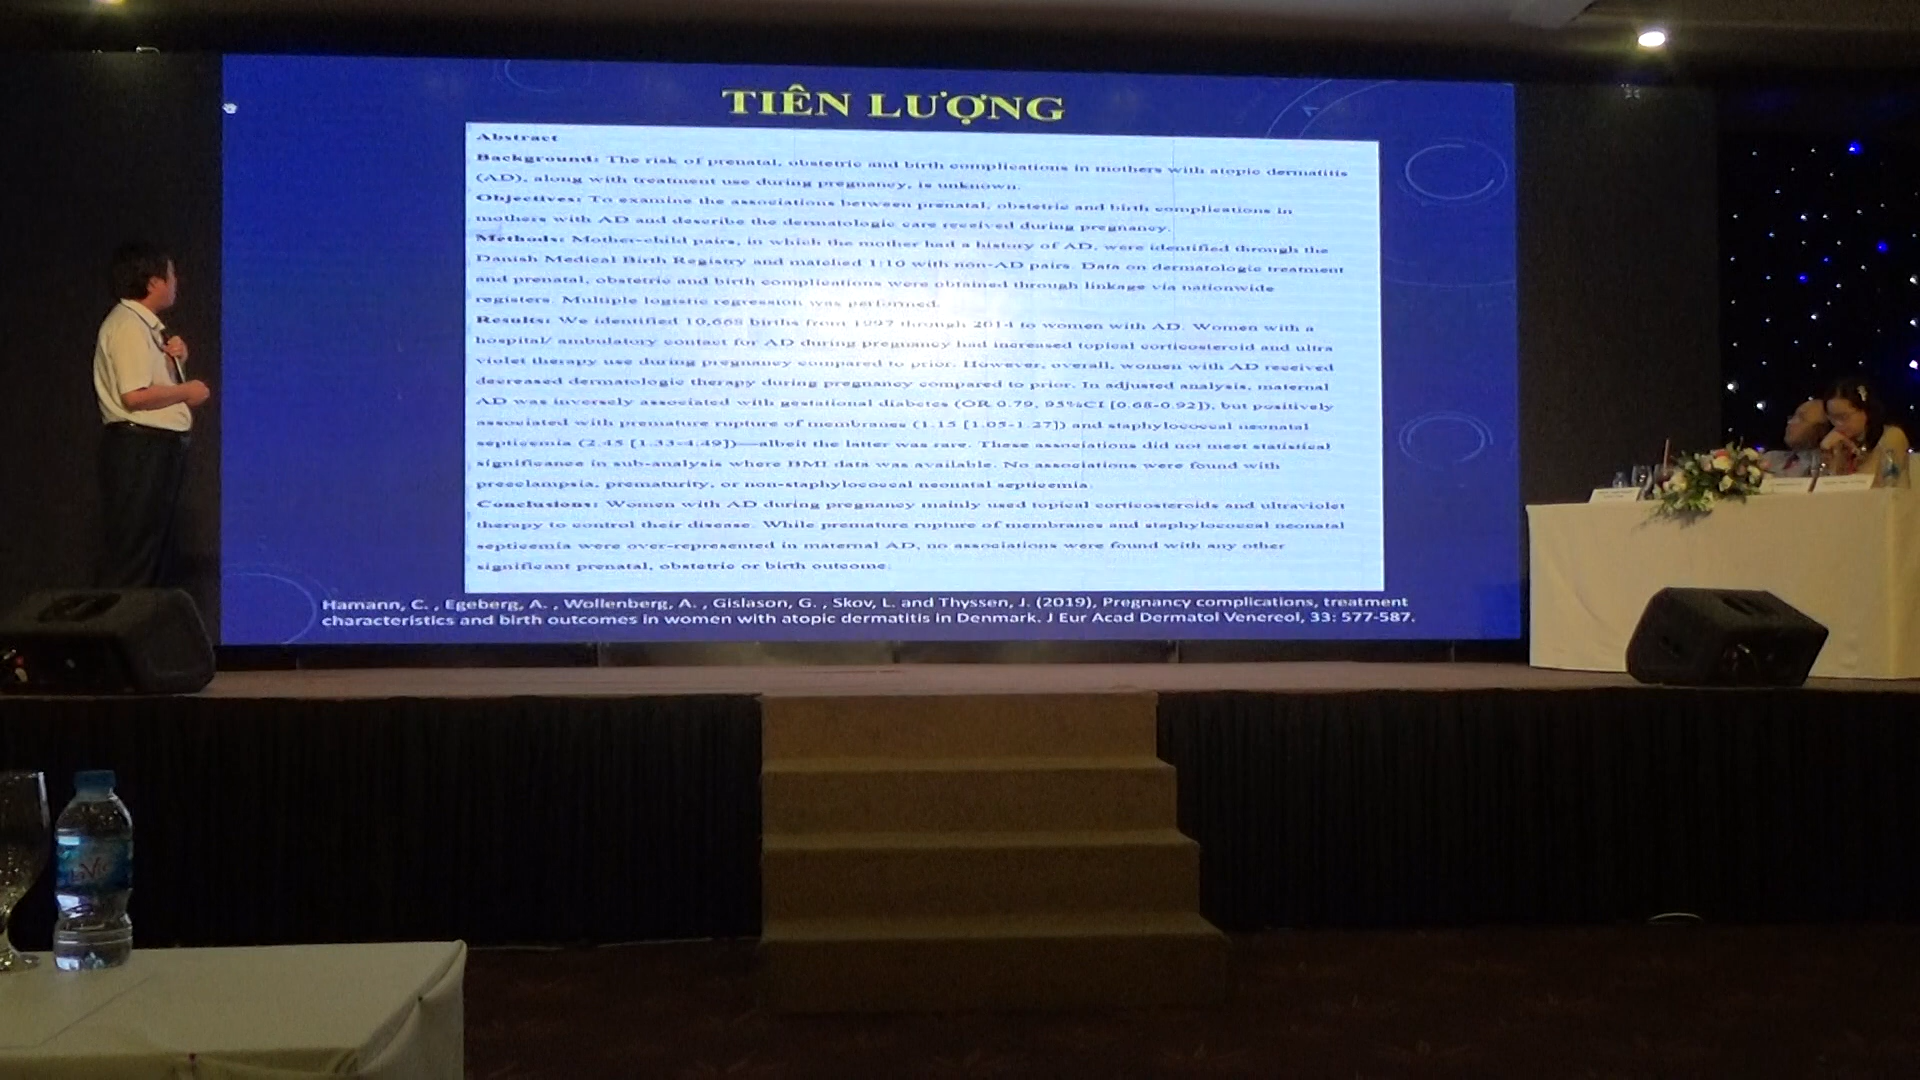 TIÊN LƯỢNG
Abstract
Background: The risk of prenatal, obstetric and birth complications in mothers with atopic dermatitis
(AD), along with treatment use during pregnancy, is unknown.
Objectives: To examine the associations between prenatal, obstetric and birth complications in
mothers with AD and describe the dermatologic care received during pregnancy.
Methods: Mother-child pairs, in which the mother had a history of AD, were identified through the
Danish Medical Birth Registry and matched 1:10 with non-AD pairs. Data on dermatologic treatment
and prenatal, obstetric and birth complications were obtained through linkage via nationwide
registers. Multiple logistic regression was performed.
Results: We identified 10,668 births from 1997 through 2014 to women with AD. Women with a
hospital/ ambulatory contact for AD during pregnancy had increased topical corticosteroid and ultra
violet therapy use during pregnancy compared to prior. However, overall, women with AD received
decreased dermatologic therapy during pregnancy compared to prior. In adjusted analysis, maternal
AD was inversely associated with gestational diabetes (OR 0.79, 95%CI [0.68-0.92]), but positively
associated with premature rupture of membranes (1.15 [1.05-1.27]) and staphylococcal neonatal
septicemia (2.45 [1.33-4.49])—albeit the latter was rare. These associations did not meet statistical
significance in sub-analysis where BMI data was available. No associations were found with
preeclampsia, prematurity, or non-staphylococcal neonatal septicemia.
Conclusions: Women with AD during pregnancy mainly used topical corticosteroids and ultraviolet
therapy to control their disease. While premature rupture of membranes and staphylococcal neonatal
septicemia were over-represented in maternal AD, no associations were found with any other
significant prenatal, obstetric or birth outcome.
Hamann, C. , Egeberg, A. , Wollenberg, A. , Gislason, G. , Skov, L. and Thyssen, J. (2019), Pregnancy complications, treatment
characteristics and birth outcomes in women with atopic dermatitis in Denmark. J Eur Acad Dermatol Venereol, 33: 577-587.
LaVie